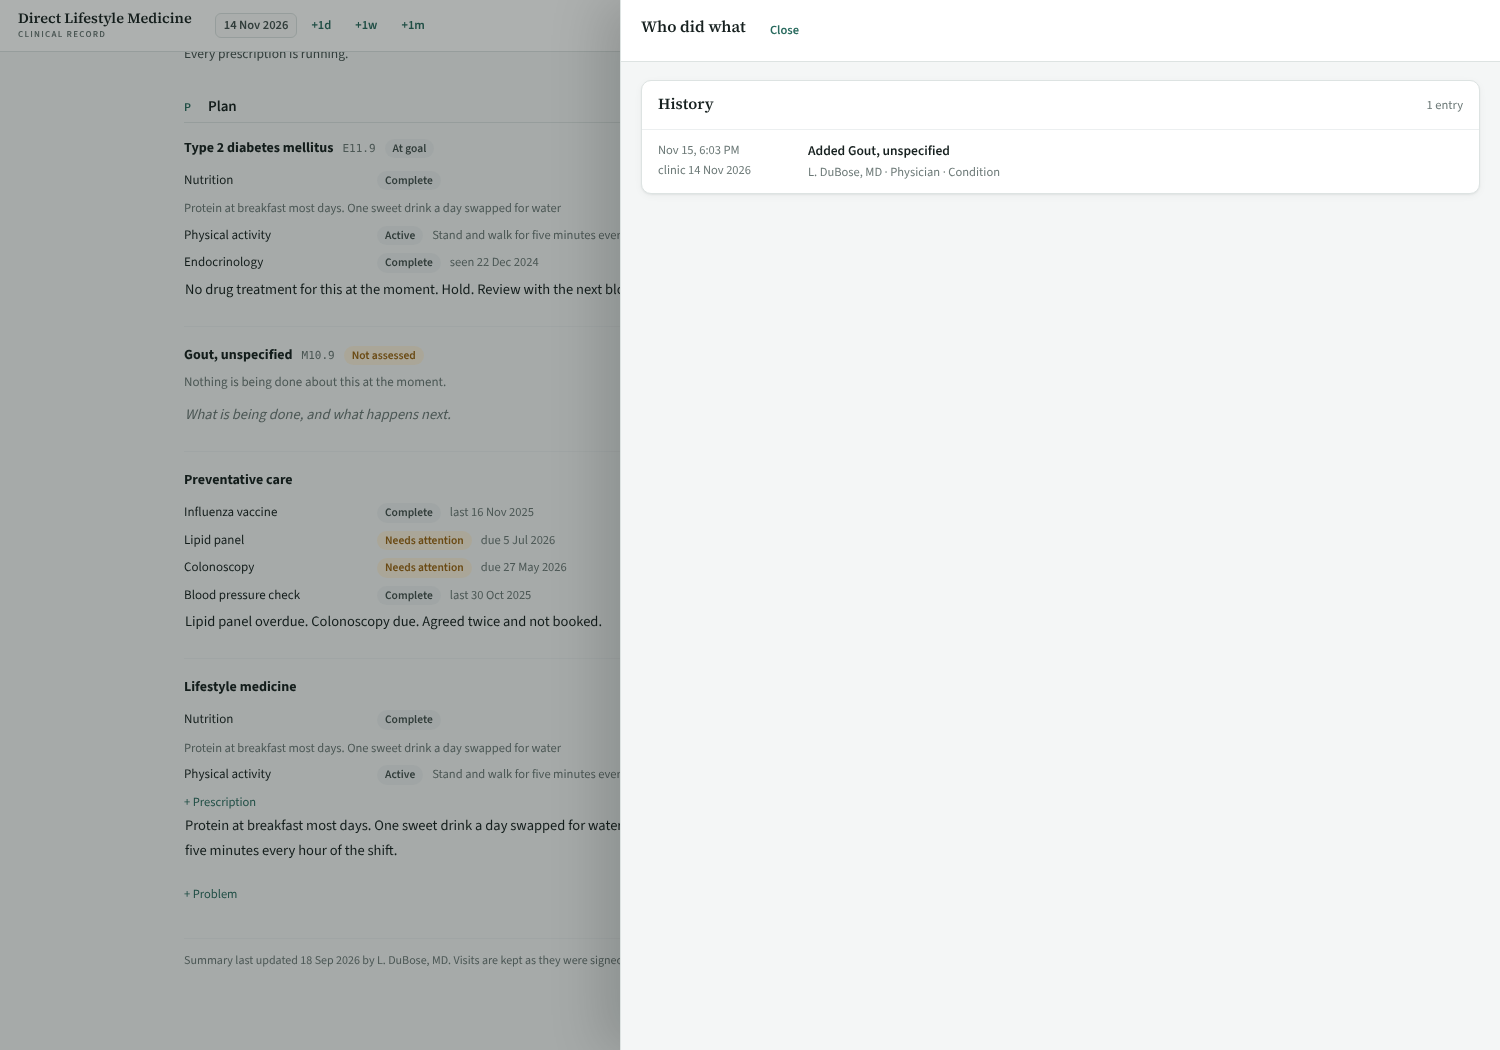 Direct Lifestyle Medicine
CLINICAL RECORD
14 Nov 2026 +1d +1w +1m
Every prescription is running.
P Plan
Type 2 diabetes mellitus E11.9 At goal
Nutrition Complete
Protein at breakfast most days. One sweet drink a day swapped for water
Physical activity Active Stand and walk for five minutes
Endocrinology Complete seen 22 Dec 2024
No drug treatment for this at the moment. Hold. Review with the next
Gout, unspecified M10.9 Not assessed
Nothing is being done about this at the moment.
What is being done, and what happens next.
Preventative care
Influenza vaccine Complete last 16 Nov 2025
Lipid panel Needs attention due 5 Jul 2026
Colonoscopy Needs attention due 27 May 2026
Blood pressure check Complete last 30 Oct 2025
Lipid panel overdue. Colonoscopy due. Agreed twice and not booked.
Lifestyle medicine
Nutrition Complete
Protein at breakfast most days. One sweet drink a day swapped for water
Physical activity Active Stand and walk for five minutes
+ Prescription
Protein at breakfast most days. One sweet drink a day swapped for water
five minutes every hour of the shift.
+ Problem
Summary last updated 18 Sep 2026 by L. DuBose, MD. Visits are kept as they were signed
Who did what Close
History 1 entry
Nov 15, 6:03 PM Added Gout, unspecified
clinic 14 Nov 2026 L. DuBose, MD · Physician · Condition